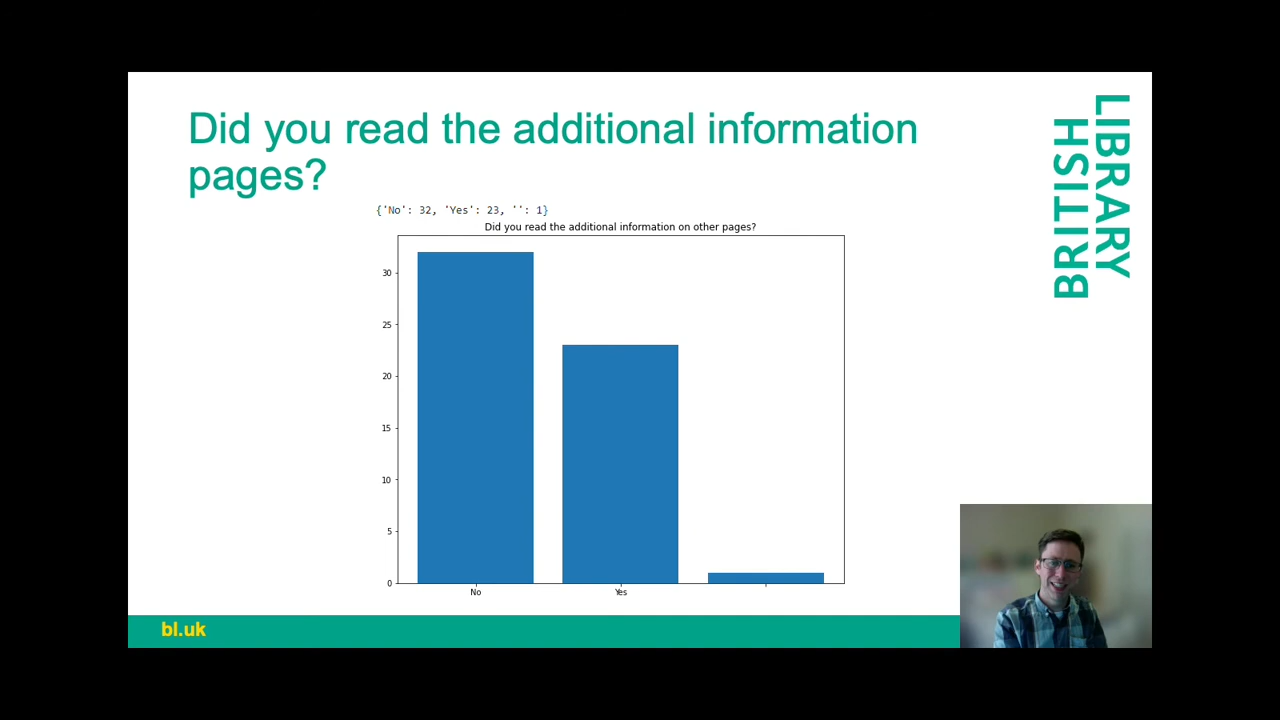 Did you read the additional information
pages?
LIBRARY
BRITISH
{'No': 32, 'Yes': 23, '': 1}
Did you read the additional information on other pages?
30
25
20
15
10
5
0
No
Yes
bl.uk